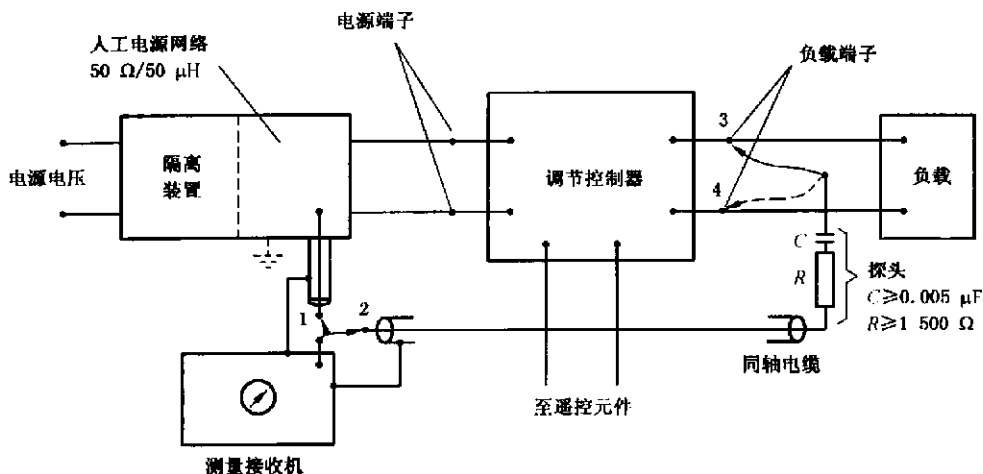 电源端子
人工电源网络
50 Ω/50 μH
负载端子
3
隔离
装置
电源电压
调节控制器
4
负载
C
R
探头
C≥0.005 μF
R≥1 500 Ω
1
2
同轴电缆
至遥控元件
测量接收机